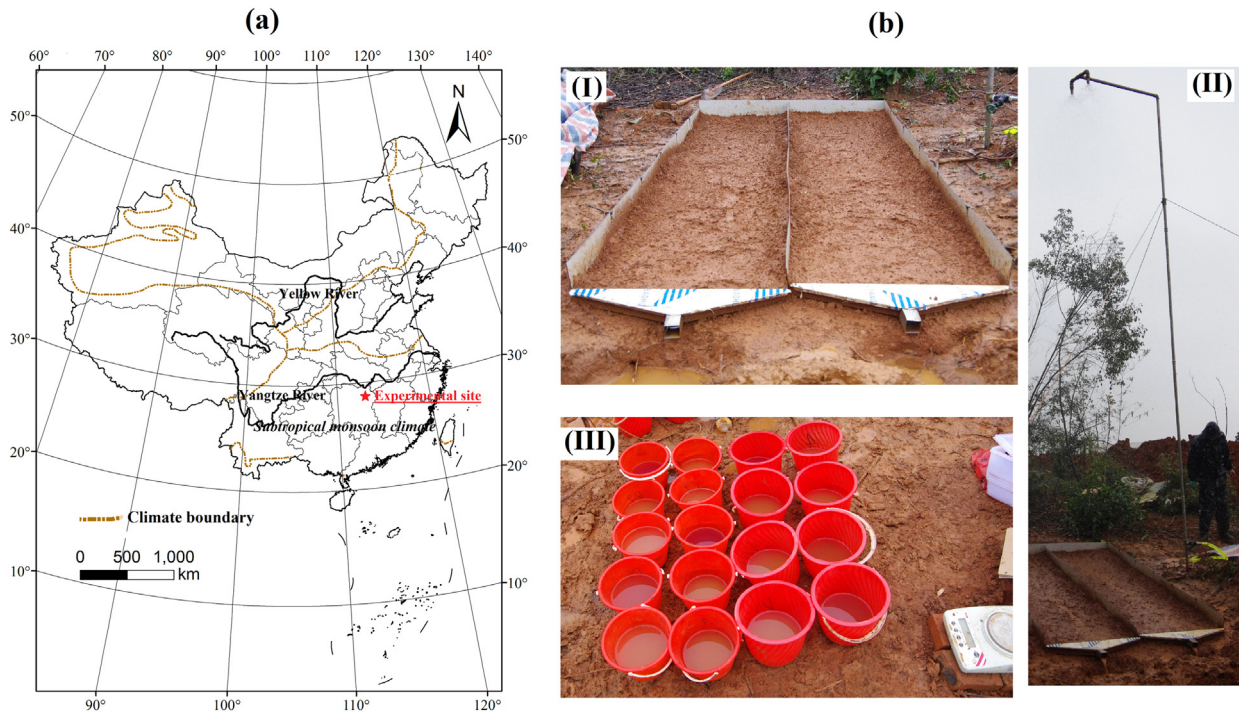 (a)
(b)
60° 70° 80° 90° 100° 110° 120° 130° 140°
50°
40°
30°
20°
10°
50°
40°
30°
20°
10°
N
Yellow River
Yangtze River
Experimental site
Subtropical monsoon climate
Climate boundary
0 500 1,000
km
90° 100° 110° 120°
(I)
(II)
(III)